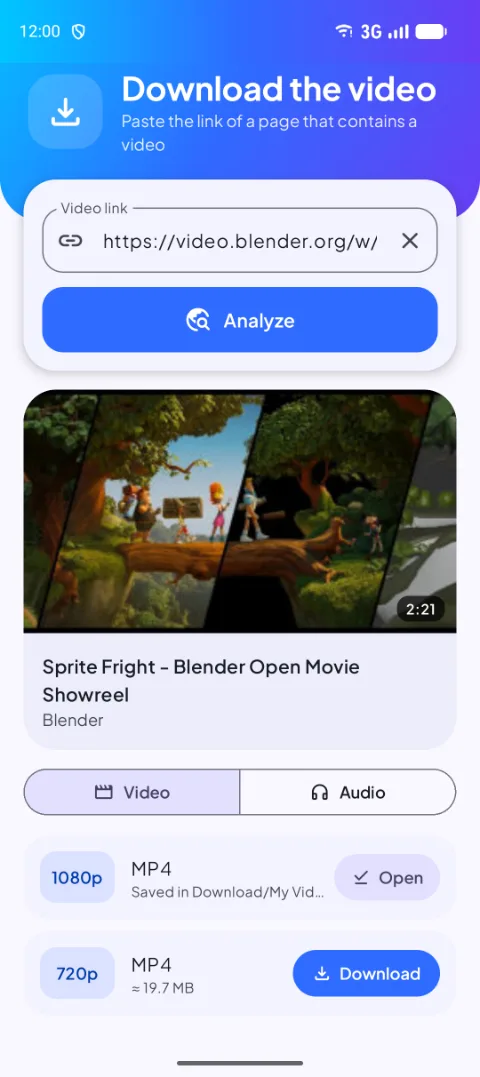 12:00
3G
Download the video
Paste the link of a page that contains a
video
Video link
https://video.blender.org/w/
Analyze
2:21
Sprite Fright - Blender Open Movie
Showreel
Blender
Video
Audio
1080p
MP4
Saved in Download/My Vid...
Open
720p
MP4
≈ 19.7 MB
Download